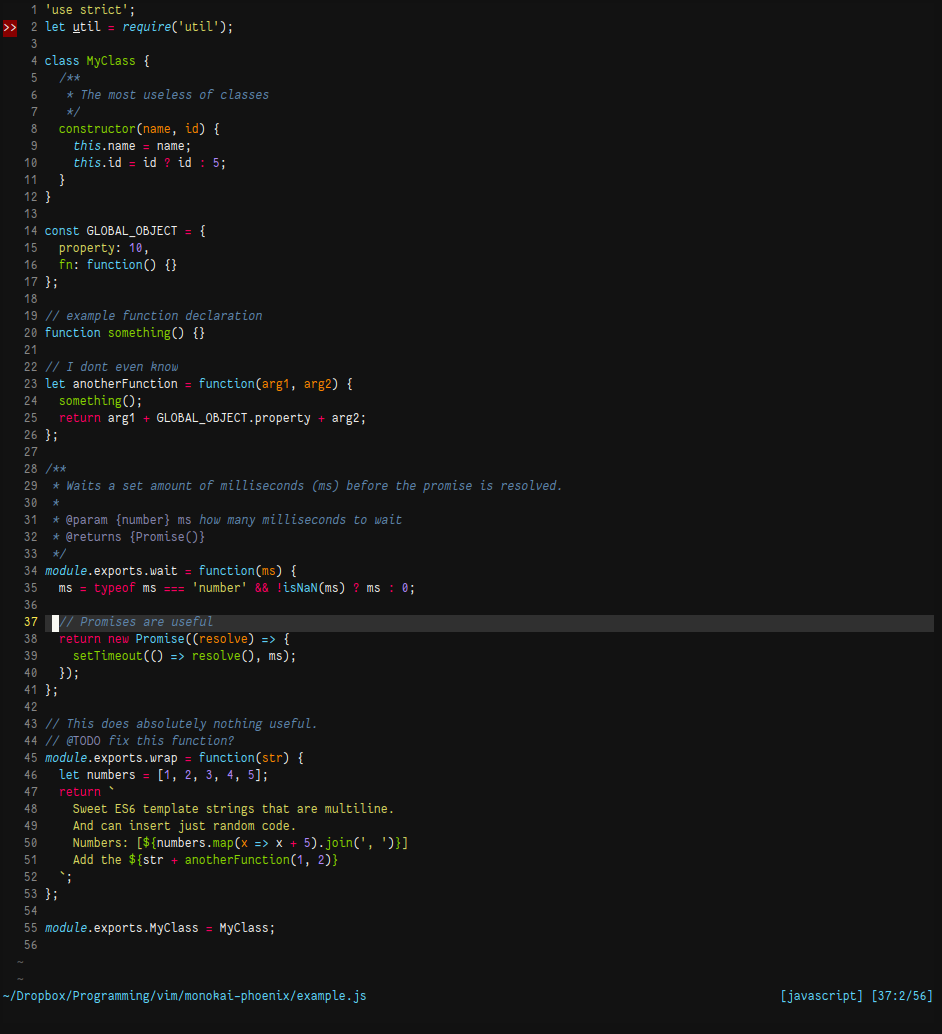 1 'use strict';
>> 2 let util = require('util');
3
4 class MyClass {
5   /**
6    * The most useless of classes
7    */
8   constructor(name, id) {
9     this.name = name;
10     this.id = id ? id : 5;
11   }
12 }
13
14 const GLOBAL_OBJECT = {
15   property: 10,
16   fn: function() {}
17 };
18
19 // example function declaration
20 function something() {}
21
22 // I dont even know
23 let anotherFunction = function(arg1, arg2) {
24   something();
25   return arg1 + GLOBAL_OBJECT.property + arg2;
26 };
27
28 /**
29  * Waits a set amount of milliseconds (ms) before the promise is resolved.
30  *
31  * @param {number} ms how many milliseconds to wait
32  * @returns {Promise()}
33  */
34 module.exports.wait = function(ms) {
35   ms = typeof ms === 'number' && !isNaN(ms) ? ms : 0;
36
37   // Promises are useful
38   return new Promise((resolve) => {
39     setTimeout(() => resolve(), ms);
40   });
41 };
42
43 // This does absolutely nothing useful.
44 // @TODO fix this function?
45 module.exports.wrap = function(str) {
46   let numbers = [1, 2, 3, 4, 5];
47   return `
48     Sweet ES6 template strings that are multiline.
49     And can insert just random code.
50     Numbers: [${numbers.map(x => x + 5).join(', ')}]
51     Add the ${str + anotherFunction(1, 2)}
52   `;
53 };
54
55 module.exports.MyClass = MyClass;
56
~
~
~/Dropbox/Programming/vim/monokai-phoenix/example.js [javascript] [37:2/56]